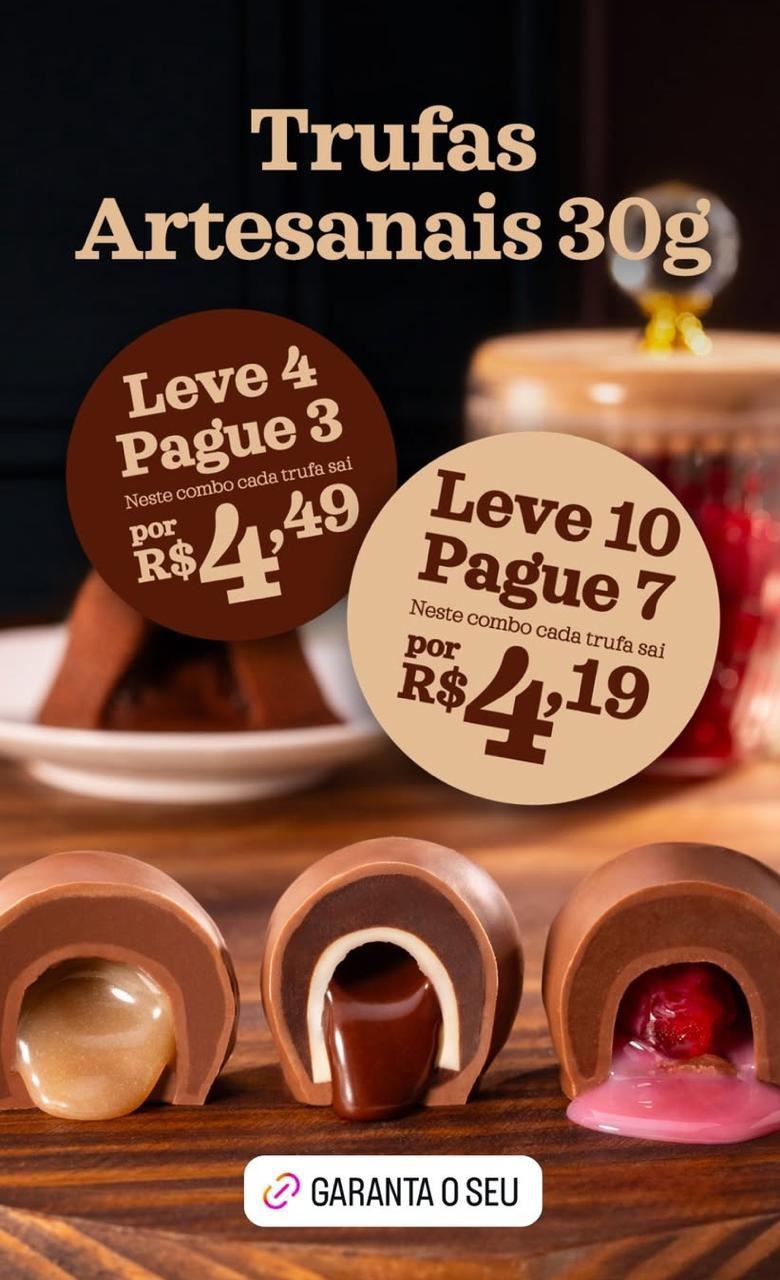 Trufas
Artesanais 30g
Leve 4
Pague 3
Neste combo cada trufa sai
por
R$4,49
Leve 10
Pague 7
Neste combo cada trufa sai
por
R$4,19
GARANTA O SEU